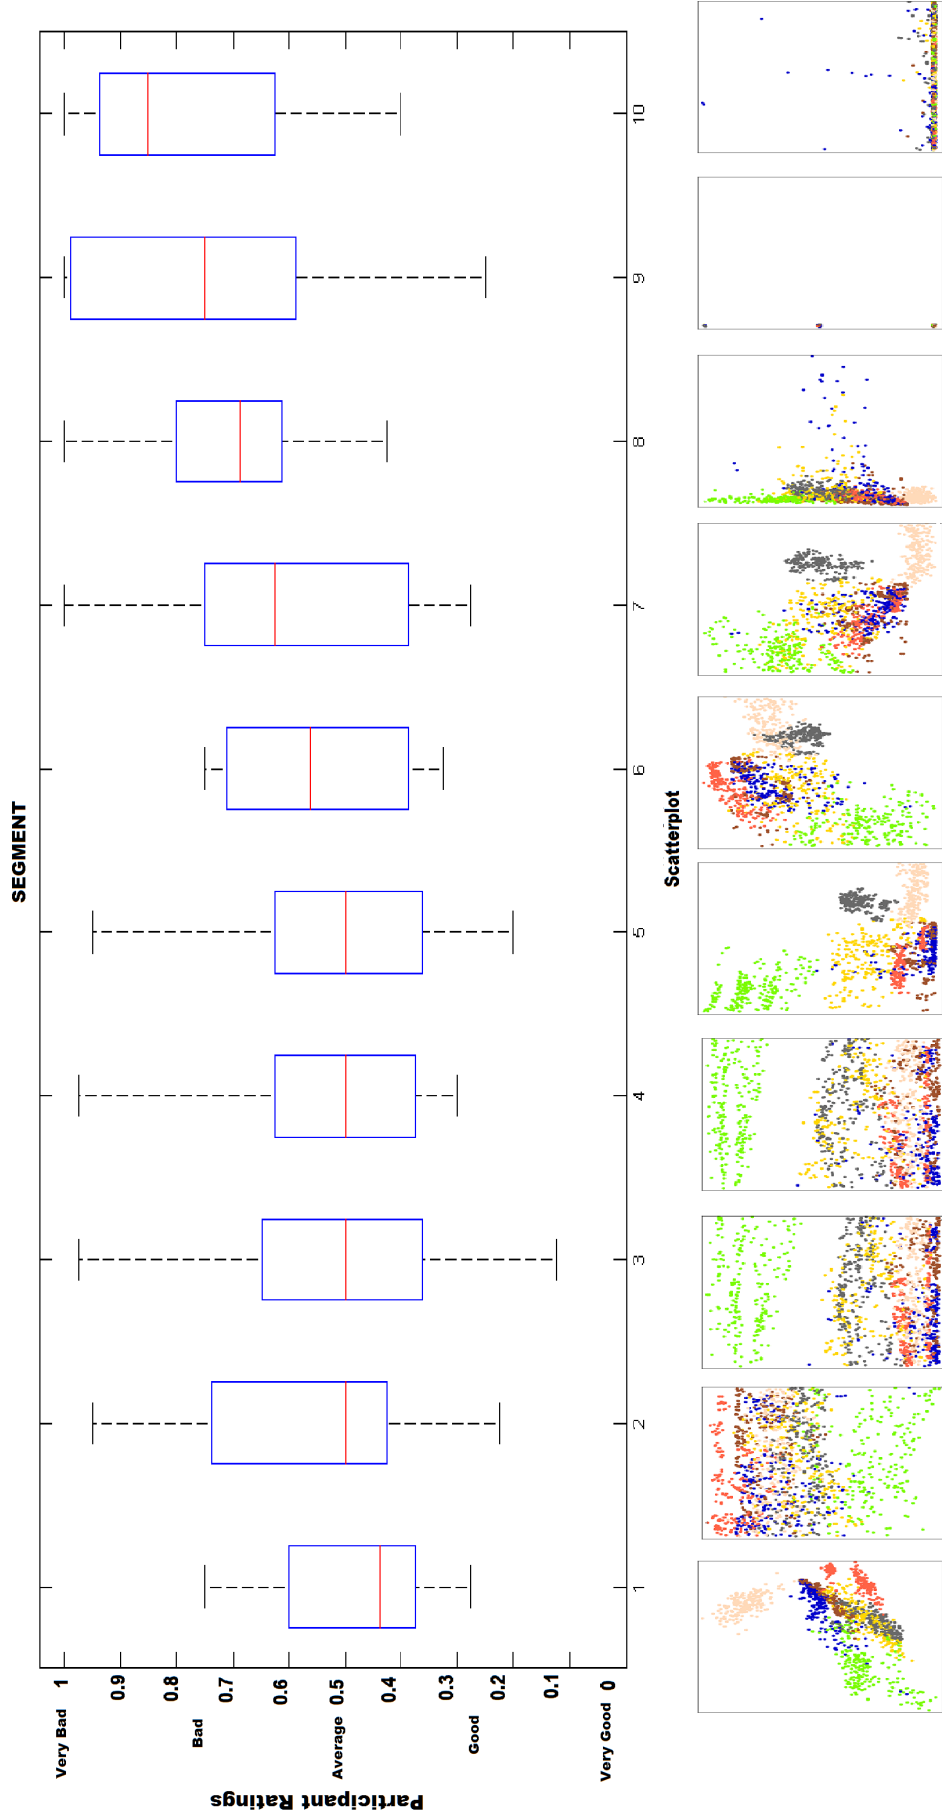 SEGMENT
Participant Ratings
Very Bad 1
0.9
Bad 0.8
0.7
0.6
Average 0.5
0.4
Good 0.3
0.2
0.1
Very Good 0
1 2 3 4 5 6 7 8 9 10
Scatterplot